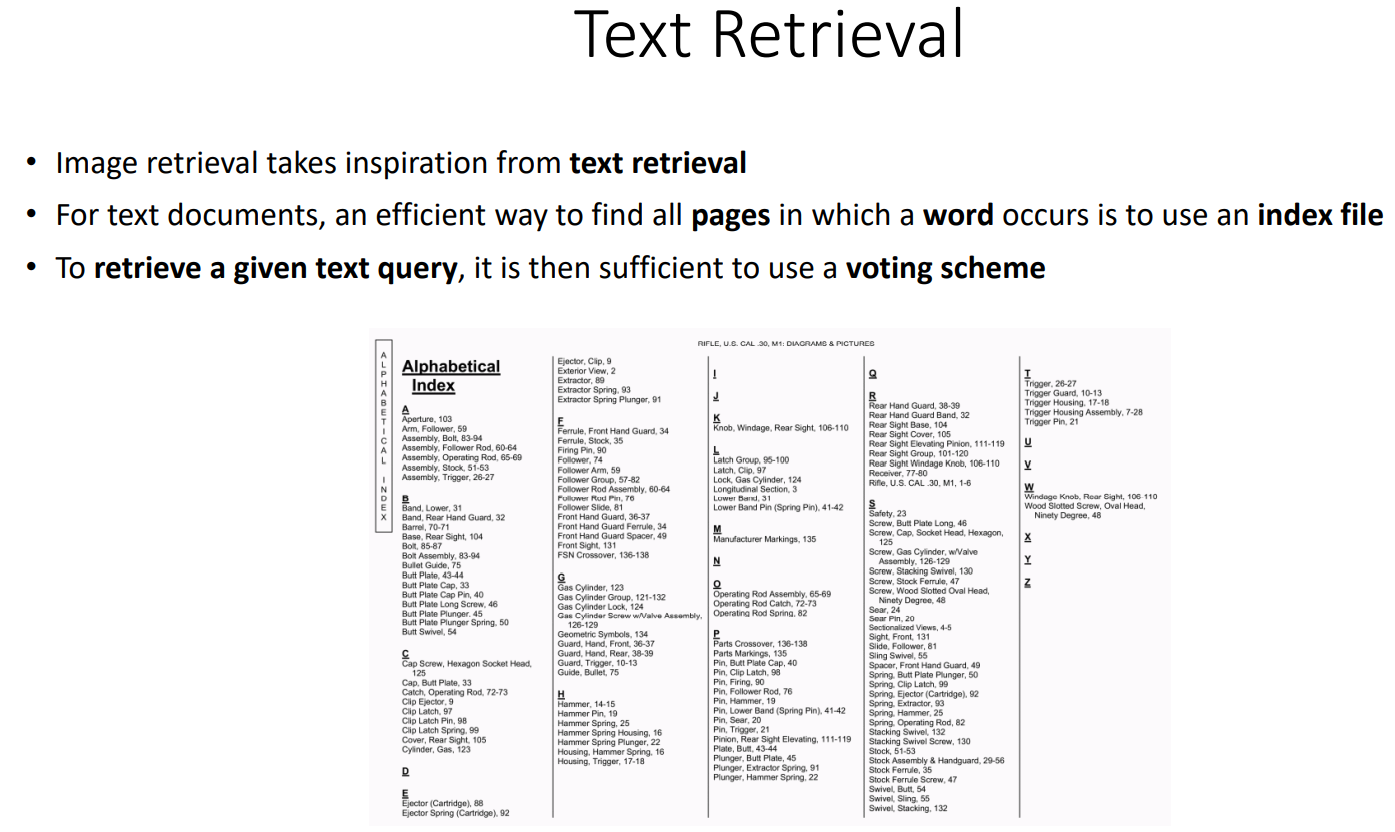 Text Retrieval
• Image retrieval takes inspiration from text retrieval
• For text documents, an efficient way to find all pages in which a word occurs is to use an index file
• To retrieve a given text query, it is then sufficient to use a voting scheme
RIFLE, U.S. CAL .30, M1: DIAGRAMS & PICTURES
ALPHABETICAL INDEX
Alphabetical
Index
A
Aperture, 103
Arm, Follower, 59
Assembly, Bolt, 83-94
Assembly, Follower Rod, 60-64
Assembly, Operating Rod, 65-69
Assembly, Stock, 51-53
Assembly, Trigger, 26-27
B
Band, Lower, 31
Band, Rear Hand Guard, 32
Barrel, 70-71
Base, Rear Sight, 104
Bolt, 85-87
Bolt Assembly, 83-94
Bullet Guide, 75
Butt Plate, 43-44
Butt Plate Cap, 33
Butt Plate Cap Pin, 40
Butt Plate Long Screw, 46
Butt Plate Plunger. 45
Butt Plate Plunger Spring, 50
Butt Swivel, 54
C
Cap Screw, Hexagon Socket Head,
125
Cap, Butt Plate, 33
Catch, Operating Rod, 72-73
Clip Ejector, 9
Clip Latch, 97
Clip Latch Pin, 98
Clip Latch Spring, 99
Cover, Rear Sight, 105
Cylinder, Gas, 123
D
E
Ejector (Cartridge), 88
Ejector Spring (Cartridge), 92
Ejector, Clip, 9
Exterior View, 2
Extractor, 89
Extractor Spring, 93
Extractor Spring Plunger, 91
F
Ferrule, Front Hand Guard, 34
Ferrule, Stock, 35
Firing Pin, 90
Follower, 74
Follower Arm, 59
Follower Group, 57-82
Follower Rod Assembly, 60-64
Follower Rod Pin, 76
Follower Slide, 81
Front Hand Guard, 36-37
Front Hand Guard Ferrule, 34
Front Hand Guard Spacer, 49
Front Sight, 131
FSN Crossover, 136-138
G
Gas Cylinder, 123
Gas Cylinder Group, 121-132
Gas Cylinder Lock, 124
Gas Cylinder Screw w/Valve Assembly,
126-129
Geometric Symbols, 134
Guard, Hand, Front, 36-37
Guard, Hand, Rear, 38-39
Guard, Trigger, 10-13
Guide, Bullet, 75
H
Hammer, 14-15
Hammer Pin, 19
Hammer Spring, 25
Hammer Spring Housing, 16
Hammer Spring Plunger, 22
Housing, Hammer Spring, 16
Housing, Trigger, 17-18
I
J
K
Knob, Windage, Rear Sight, 106-110
L
Latch Group, 95-100
Latch, Clip, 97
Lock, Gas Cylinder, 124
Longitudinal Section, 3
Lower Band, 31
Lower Band Pin (Spring Pin), 41-42
M
Manufacturer Markings, 135
N
O
Operating Rod Assembly, 65-69
Operating Rod Catch, 72-73
Operating Rod Spring, 82
P
Parts Crossover, 136-138
Parts Markings, 135
Pin, Butt Plate Cap, 40
Pin, Clip Latch, 98
Pin, Firing, 90
Pin, Follower Rod, 76
Pin, Hammer, 19
Pin, Lower Band (Spring Pin), 41-42
Pin, Sear, 20
Pin, Trigger, 21
Pinion, Rear Sight Elevating, 111-119
Plate, Butt, 43-44
Plunger, Butt Plate, 45
Plunger, Extractor Spring, 91
Plunger, Hammer Spring, 22
Q
R
Rear Hand Guard, 38-39
Rear Hand Guard Band, 32
Rear Sight Base, 104
Rear Sight Cover, 105
Rear Sight Elevating Pinion, 111-119
Rear Sight Group, 101-120
Rear Sight Windage Knob, 106-110
Receiver, 77-80
Rifle, U.S. CAL .30, M1, 1-6
S
Safety, 23
Screw, Butt Plate Long, 46
Screw, Cap, Socket Head, Hexagon,
125
Screw, Gas Cylinder, w/Valve
Assembly, 126-129
Screw, Stacking Swivel, 130
Screw, Stock Ferrule, 47
Screw, Wood Slotted Oval Head,
Ninety Degree, 48
Sear, 24
Sear Pin, 20
Sectionalized Views, 4-5
Sight, Front, 131
Slide, Follower, 81
Sling Swivel, 55
Spacer, Front Hand Guard, 49
Spring, Butt Plate Plunger, 50
Spring, Clip Latch, 99
Spring, Ejector (Cartridge), 92
Spring, Extractor, 93
Spring, Hammer, 25
Spring, Operating Rod, 82
Stacking Swivel, 132
Stacking Swivel Screw, 130
Stock, 51-53
Stock Assembly & Handguard, 29-56
Stock Ferrule, 35
Stock Ferrule Screw, 47
Swivel, Butt, 54
Swivel, Sling, 55
Swivel, Stacking, 132
T
Trigger, 26-27
Trigger Guard, 10-13
Trigger Housing, 17-18
Trigger Housing Assembly, 7-28
Trigger Pin, 21
U
V
W
Windage Knob, Rear Sight, 106-110
Wood Slotted Screw, Oval Head,
Ninety Degree, 48
X
Y
Z